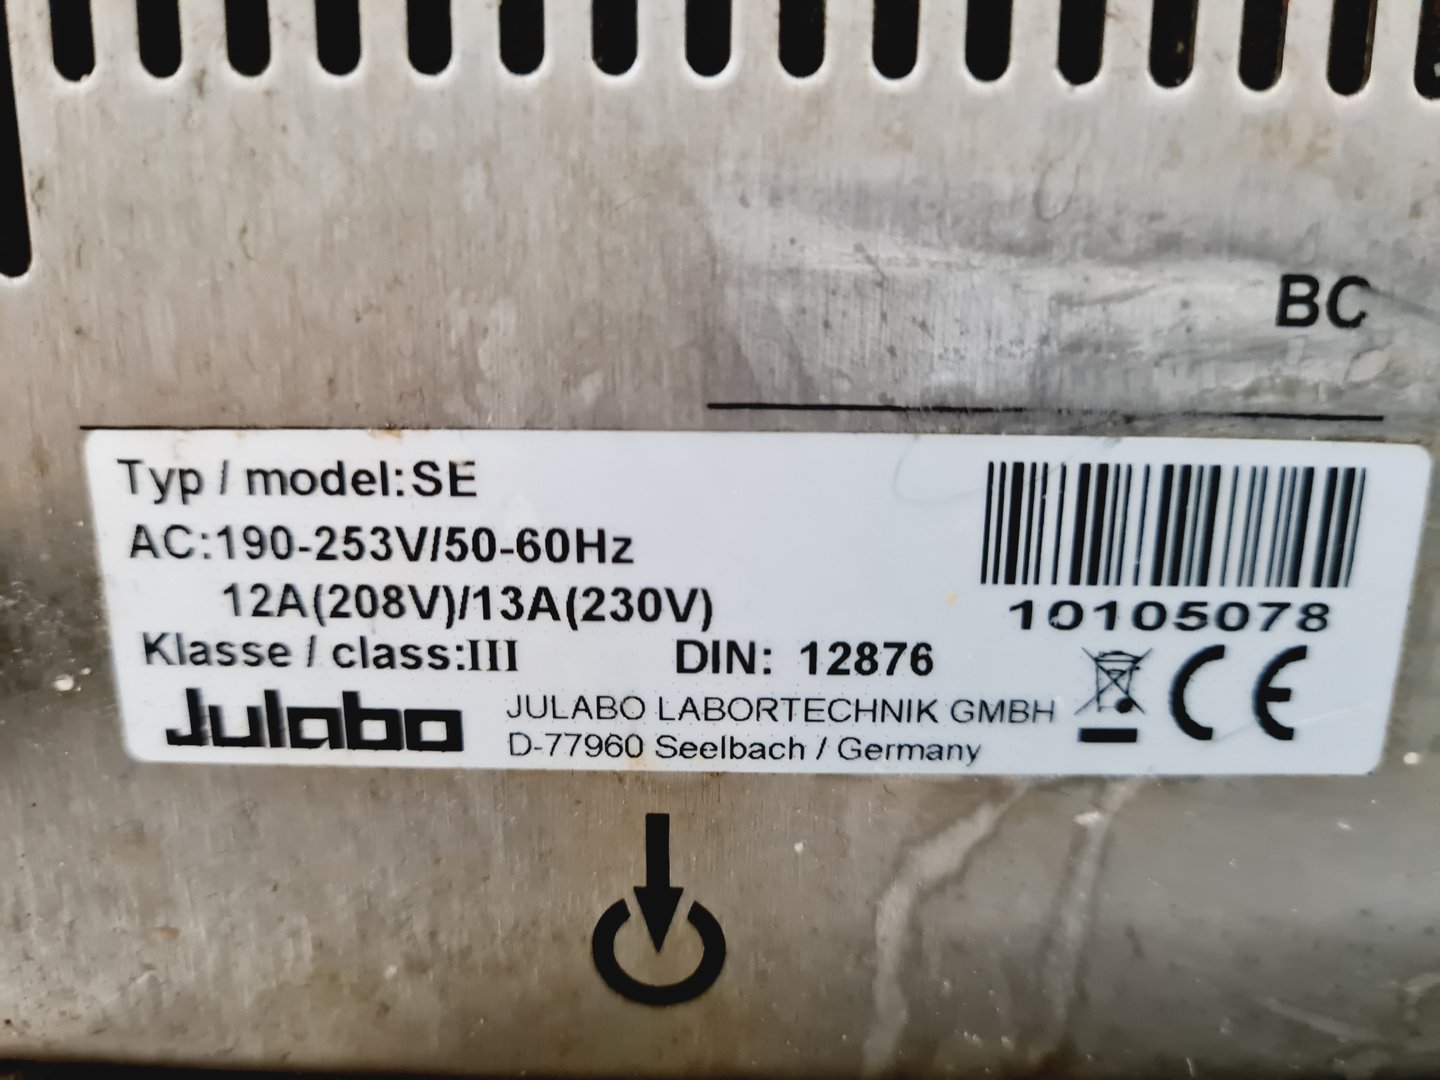 BC
Typ / model:SE
AC:190-253V/50-60Hz
12A(208V)/13A(230V)
Klasse / class:III DIN: 12876
10105078
Julabo
JULABO LABORTECHNIK GMBH
D-77960 Seelbach / Germany
CE